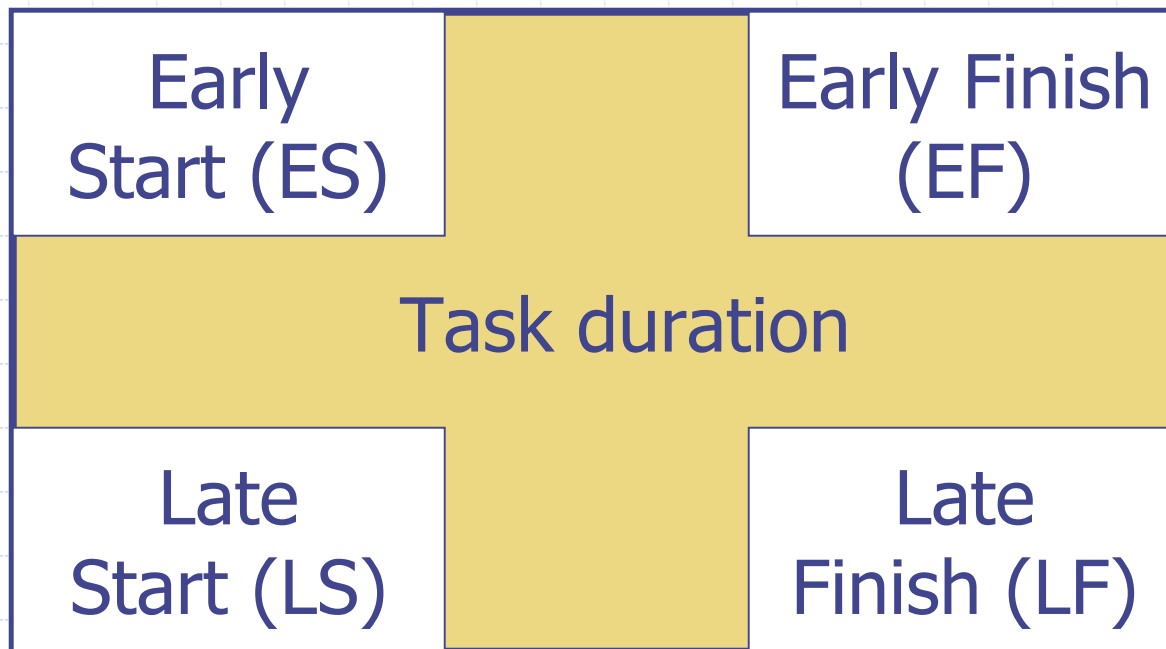 Early
Start (ES)
Early Finish
(EF)
Task duration
Late
Start (LS)
Late
Finish (LF)